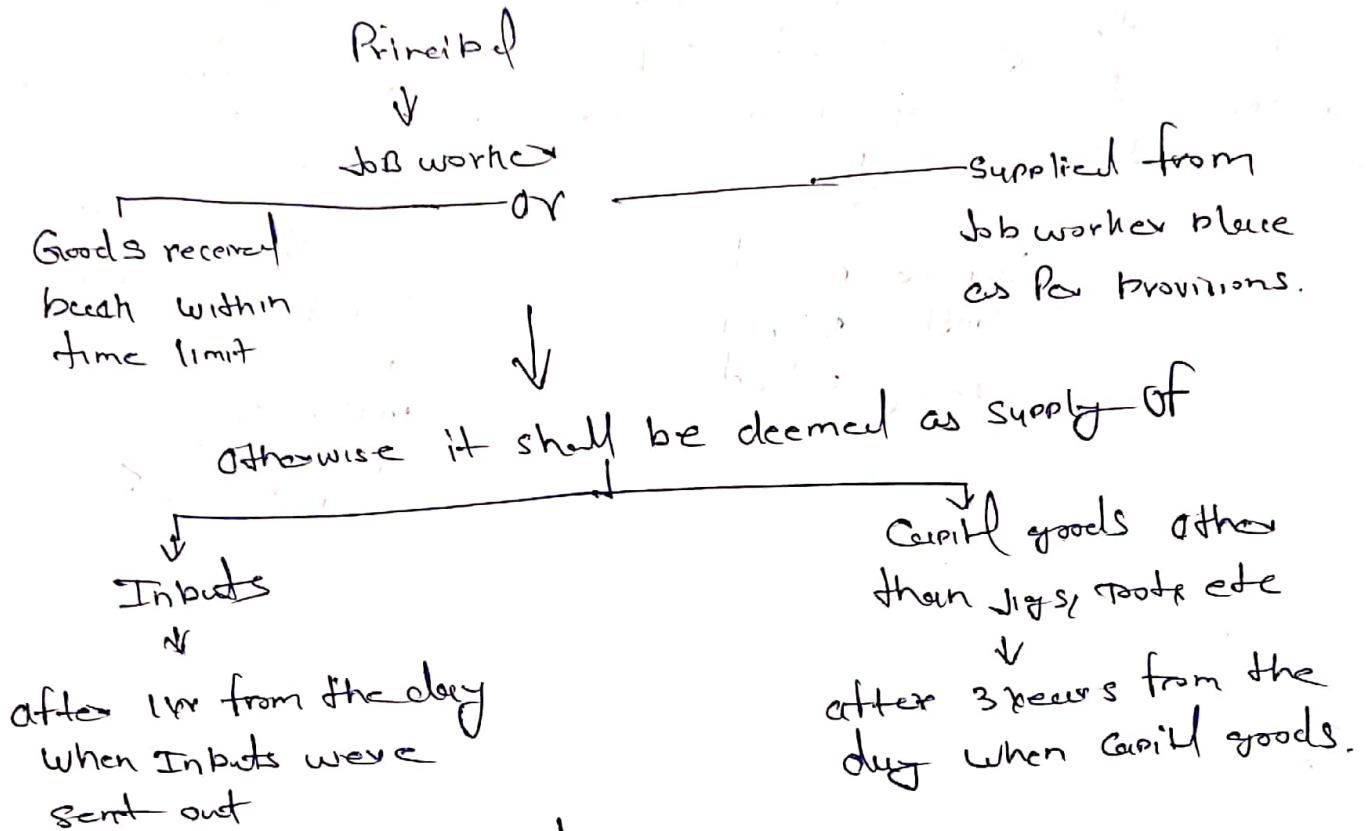 Principal
Job worker
or
Goods received
back within
time limit
Supplied from
Job worker place
as Per provisions.
Otherwise it shall be deemed as supply of
Inputs
after 1yr from the day
when Inputs were
sent out
Capital goods other
than Jigs, tools etc
after 3 years from the
day when Capital goods.